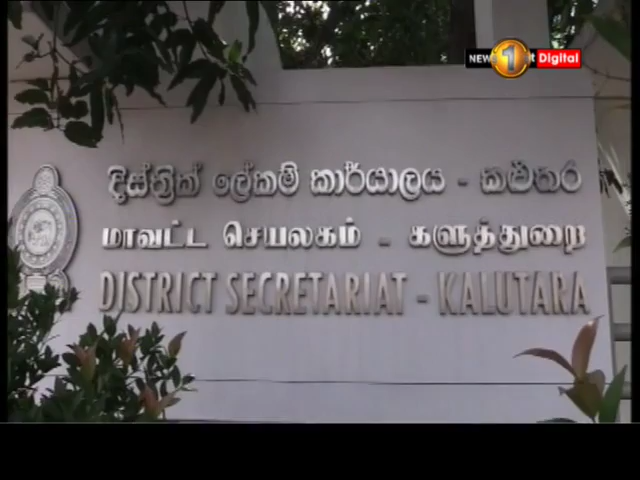 NEWS 1st Digital
දිස්ත්‍රික් ලේකම් කාර්යාලය - කළුතර
மாவட்ட செயலகம் - களுத்துறை
DISTRICT SECRETARIAT - KALUTARA